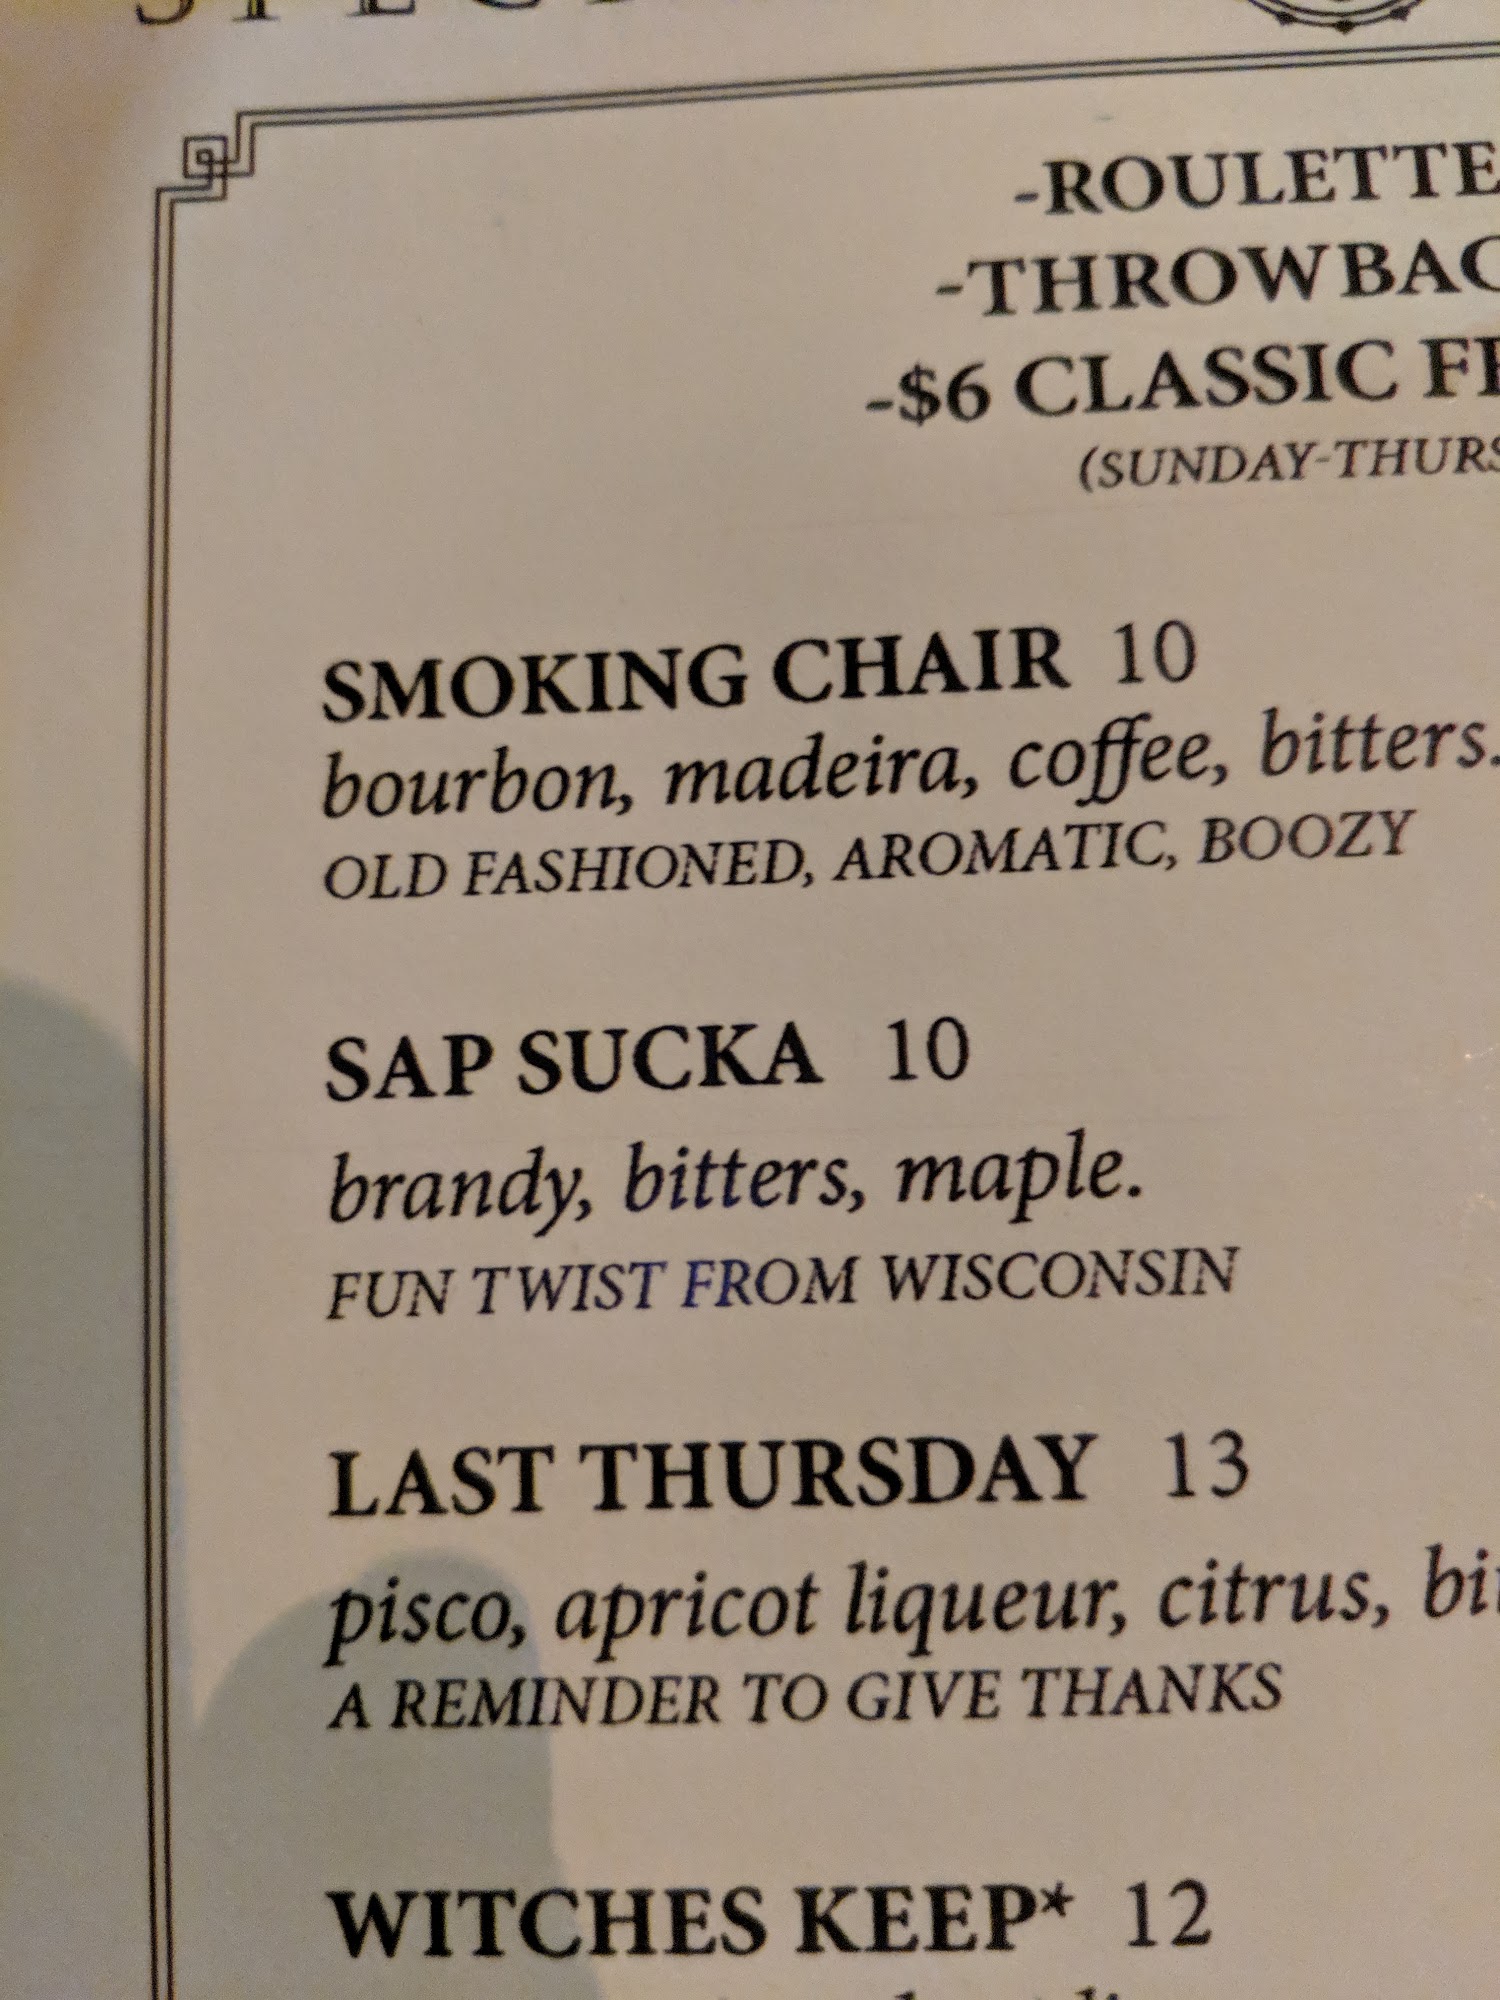 -ROULETTE
-THROWBAC
-$6 CLASSIC
(SUNDAY-THURS
SMOKING CHAIR 10
bourbon, madeira, coffee, bitters.
OLD FASHIONED, AROMATIC, BOOZY
SAP SUCKA 10
brandy, bitters, maple.
FUN TWIST FROM WISCONSIN
LAST THURSDAY 13
pisco, apricot liqueur, citrus,
A REMINDER TO GIVE THANKS
WITCHES KEEP* 12